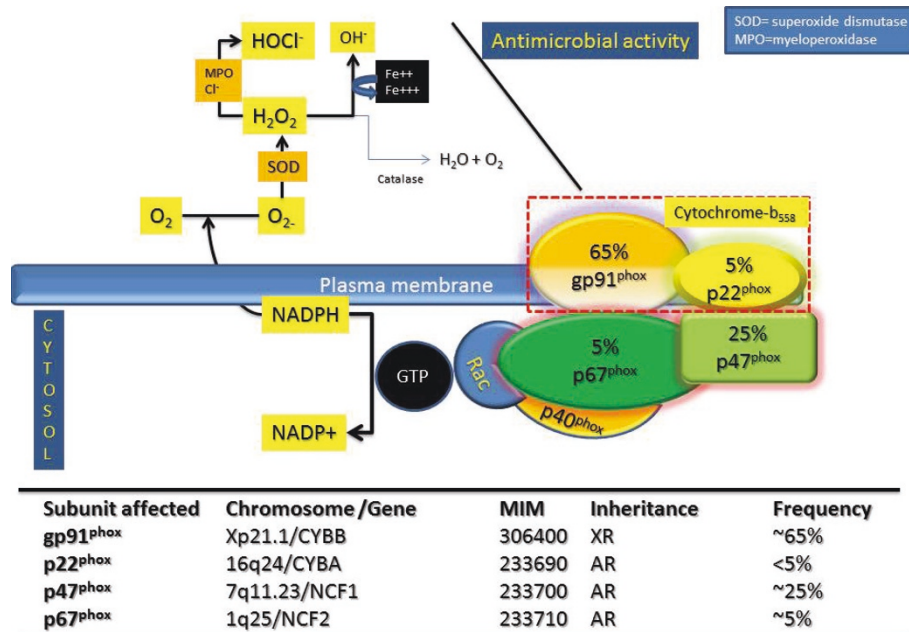 SOD= superoxide dismutase
MPO=myeloperoxidase
Antimicrobial activity
HOCl⁻
OH⁻
MPO
Cl⁻
Fe++
Fe+++
H₂O₂
H₂O + O₂
Catalase
SOD
O₂
O₂₋
Cytochrome-b₅₅₈
65%
gp91ᵖʰᵒˣ
5%
p22ᵖʰᵒˣ
Plasma membrane
CYTOSOL
NADPH
GTP
Rac
5%
p67ᵖʰᵒˣ
25%
p47ᵖʰᵒˣ
p40ᵖʰᵒˣ
NADP+
Subunit affected Chromosome /Gene MIM Inheritance Frequency
gp91ᵖʰᵒˣ Xp21.1/CYBB 306400 XR ~65%
p22ᵖʰᵒˣ 16q24/CYBA 233690 AR <5%
p47ᵖʰᵒˣ 7q11.23/NCF1 233700 AR ~25%
p67ᵖʰᵒˣ 1q25/NCF2 233710 AR ~5%